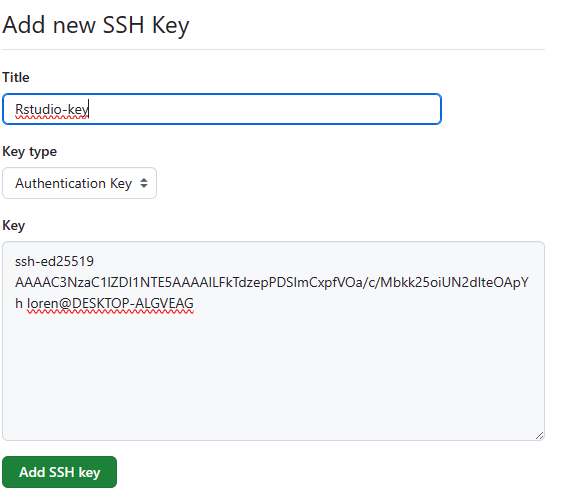 Add new SSH Key
Title
Rstudio-key
Key type
Authentication Key
Key
ssh-ed25519
AAAAC3NzaC1lZDI1NTE5AAAAILFkTdzepPDSImCxpfVOa/c/Mbkk25oiUN2dIteOApY
h loren@DESKTOP-ALGVEAG
Add SSH key